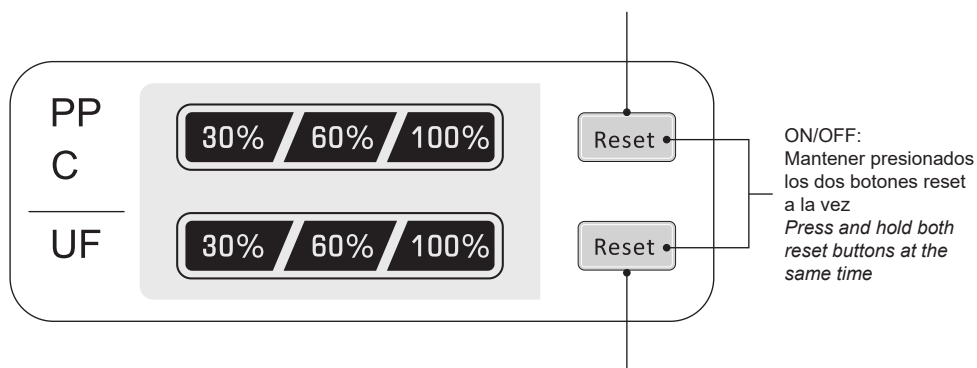 PP
C
30% 60% 100%
Reset
UF
30% 60% 100%
Reset
ON/OFF:
Mantener presionados
los dos botones reset
a la vez
Press and hold both
reset buttons at the
same time